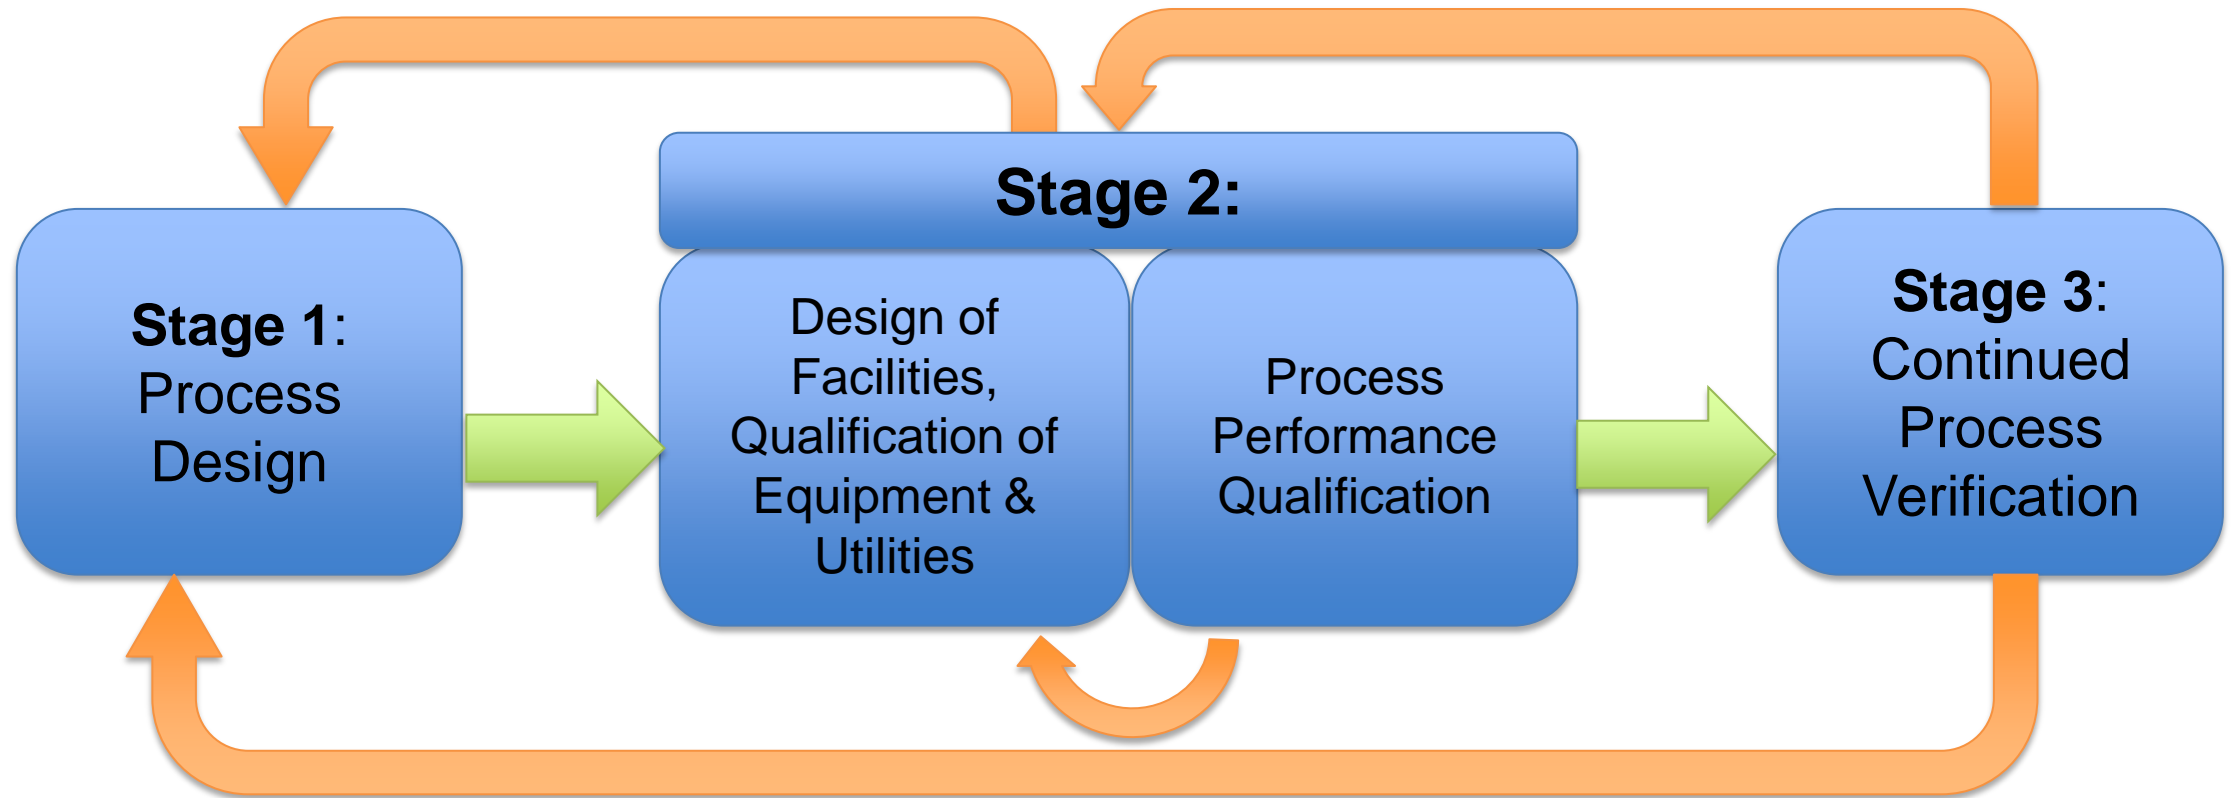 Stage 1:
Process
Design
Stage 2:
Design of
Facilities,
Qualification of
Equipment &
Utilities
Process
Performance
Qualification
Stage 3:
Continued
Process
Verification